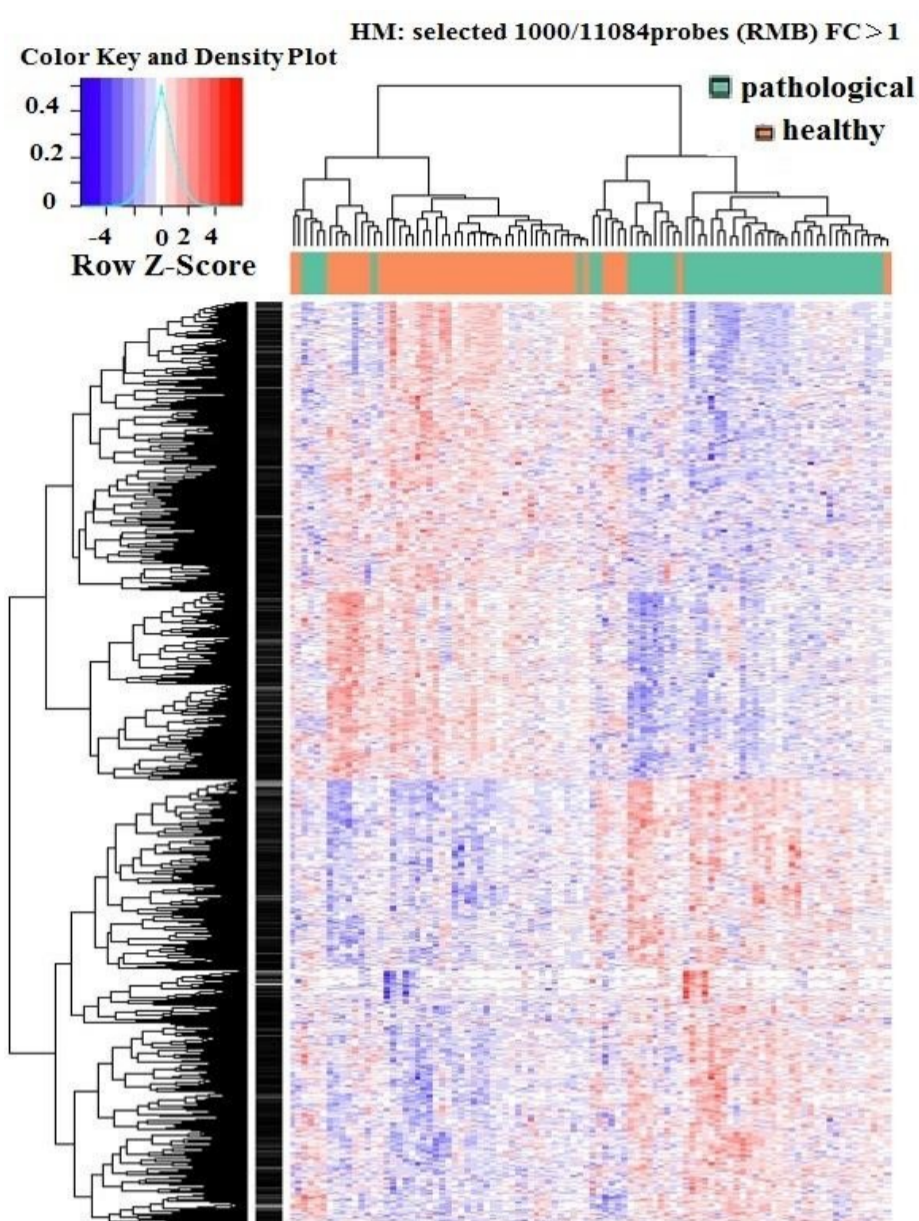 HM: selected 1000/11084probes (RMB) FC>1
Color Key and Density Plot
pathological
healthy
0.4
0.2
0
-4 0 2 4
Row Z-Score